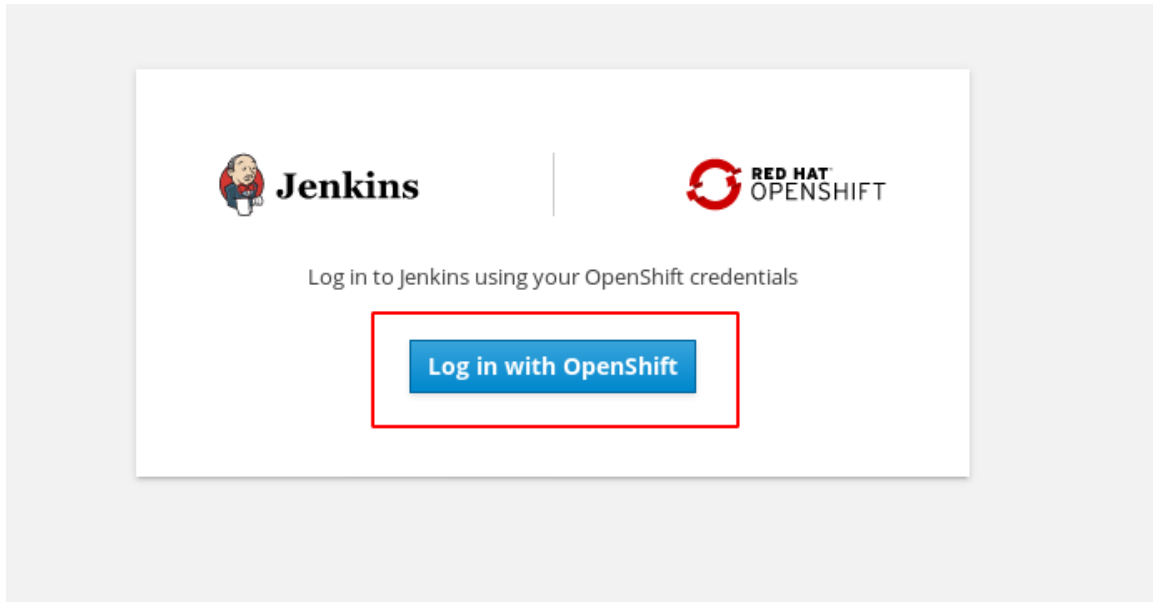 Jenkins
RED HAT
OPENSHIFT
Log in to Jenkins using your OpenShift credentials
Log in with OpenShift